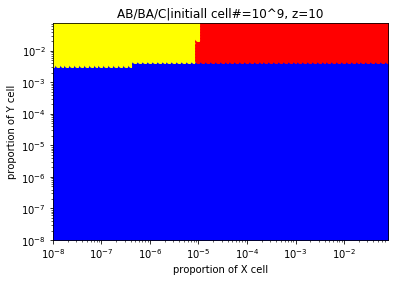 AB/BA/C|initiall cell#=10^9, z=10
proportion of Y cell
10⁻²
10⁻³
10⁻⁴
10⁻⁵
10⁻⁶
10⁻⁷
10⁻⁸
10⁻⁸ 10⁻⁷ 10⁻⁶ 10⁻⁵ 10⁻⁴ 10⁻³ 10⁻²
proportion of X cell